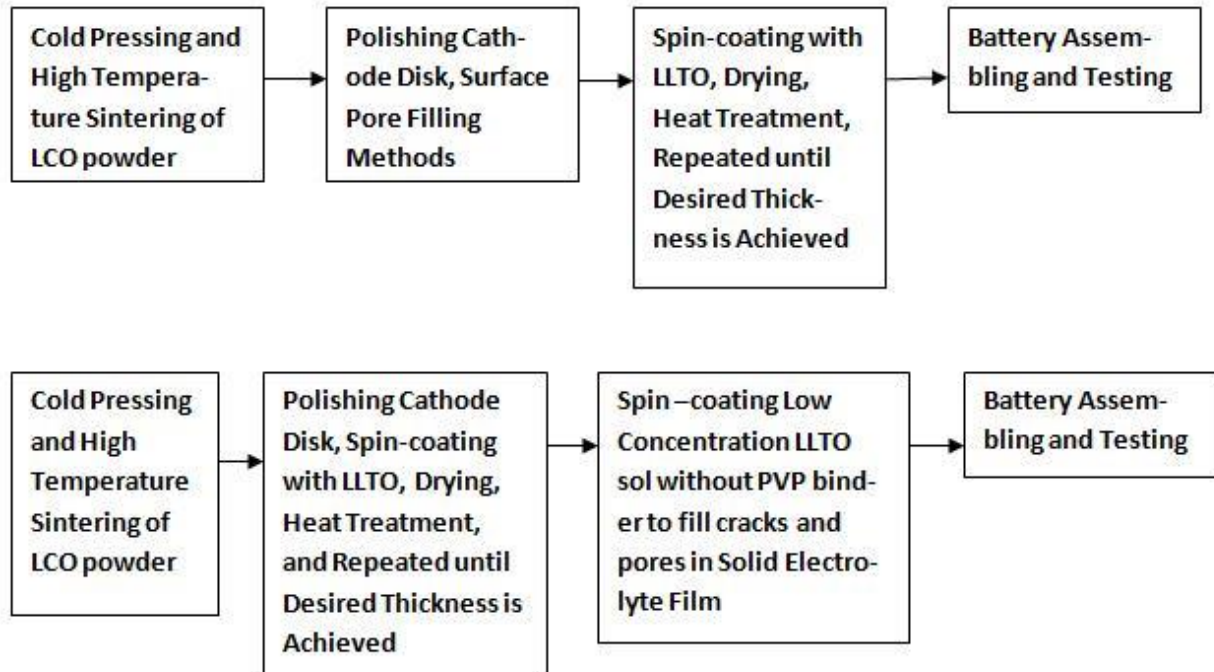 Cold Pressing and
High Tempera-
ture Sintering of
LCO powder
Polishing Cath-
ode Disk, Surface
Pore Filling
Methods
Spin-coating with
LLTO, Drying,
Heat Treatment,
Repeated until
Desired Thick-
ness is Achieved
Battery Assem-
bling and Testing
Cold Pressing
and High
Temperature
Sintering of
LCO powder
Polishing Cathode
Disk, Spin-coating
with LLTO, Drying,
Heat Treatment,
and Repeated until
Desired Thickness is
Achieved
Spin –coating Low
Concentration LLTO
sol without PVP bind-
er to fill cracks and
pores in Solid Electro-
lyte Film
Battery Assem-
bling and Testing